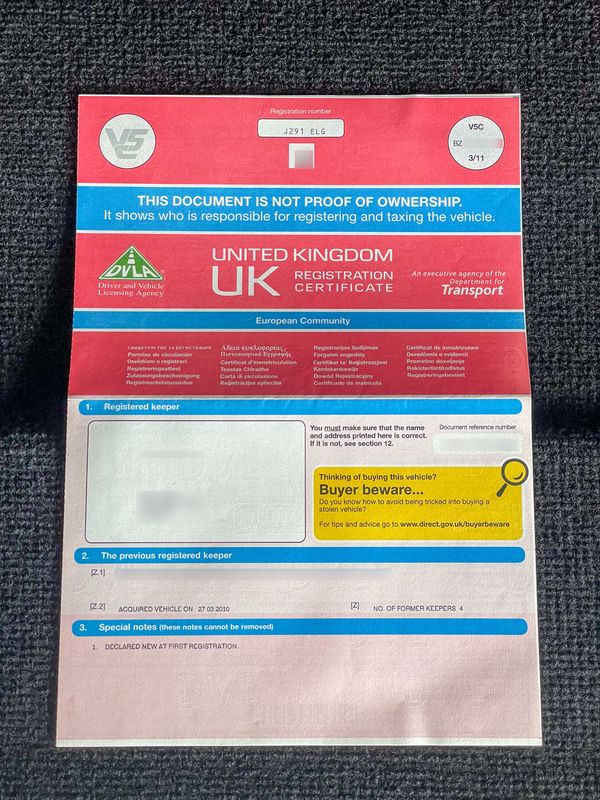 Registration number
J291 ELG
V5C
V5C
BZ
3/11
THIS DOCUMENT IS NOT PROOF OF OWNERSHIP.
It shows who is responsible for registering and taxing the vehicle.
DVLA
Driver and Vehicle
Licensing Agency
UNITED KINGDOM
UK REGISTRATION
CERTIFICATE
An executive agency of the
Department for
Transport
European Community
Permiso de circulación
Osvědčení o registraci
Registreringsattest
Zulassungsbescheinigung
Registreerimistunnistus
Άδεια κυκλοφορίας/
Πιστοποιητικό Εγγραφής
Certificat d'immatriculation
Teastas Cláraithe
Carta di circolazione
Reģistrācijas apliecība
Registracijos liudijimas
Forgalmi engedély
Ċertifikat ta' Reġistrazzjoni
Kentekenbewijs
Dowód Rejestracyjny
Certificado de matrícula
Certificat de înmatriculare
Osvedčenie o evidencii
Prometno dovoljenje
Rekisteröintitodistus
Registreringsbeviset
1. Registered keeper
You must make sure that the name
and address printed here is correct.
If it is not, see section 12.
Document reference number
Thinking of buying this vehicle?
Buyer beware...
Do you know how to avoid being tricked into buying a
stolen vehicle?
For tips and advice go to www.direct.gov.uk/buyerbeware
2. The previous registered keeper
[Z.1]
[Z.2] ACQUIRED VEHICLE ON 27 03 2010
[Z] NO. OF FORMER KEEPERS 4
3. Special notes (these notes cannot be removed)
1. DECLARED NEW AT FIRST REGISTRATION.